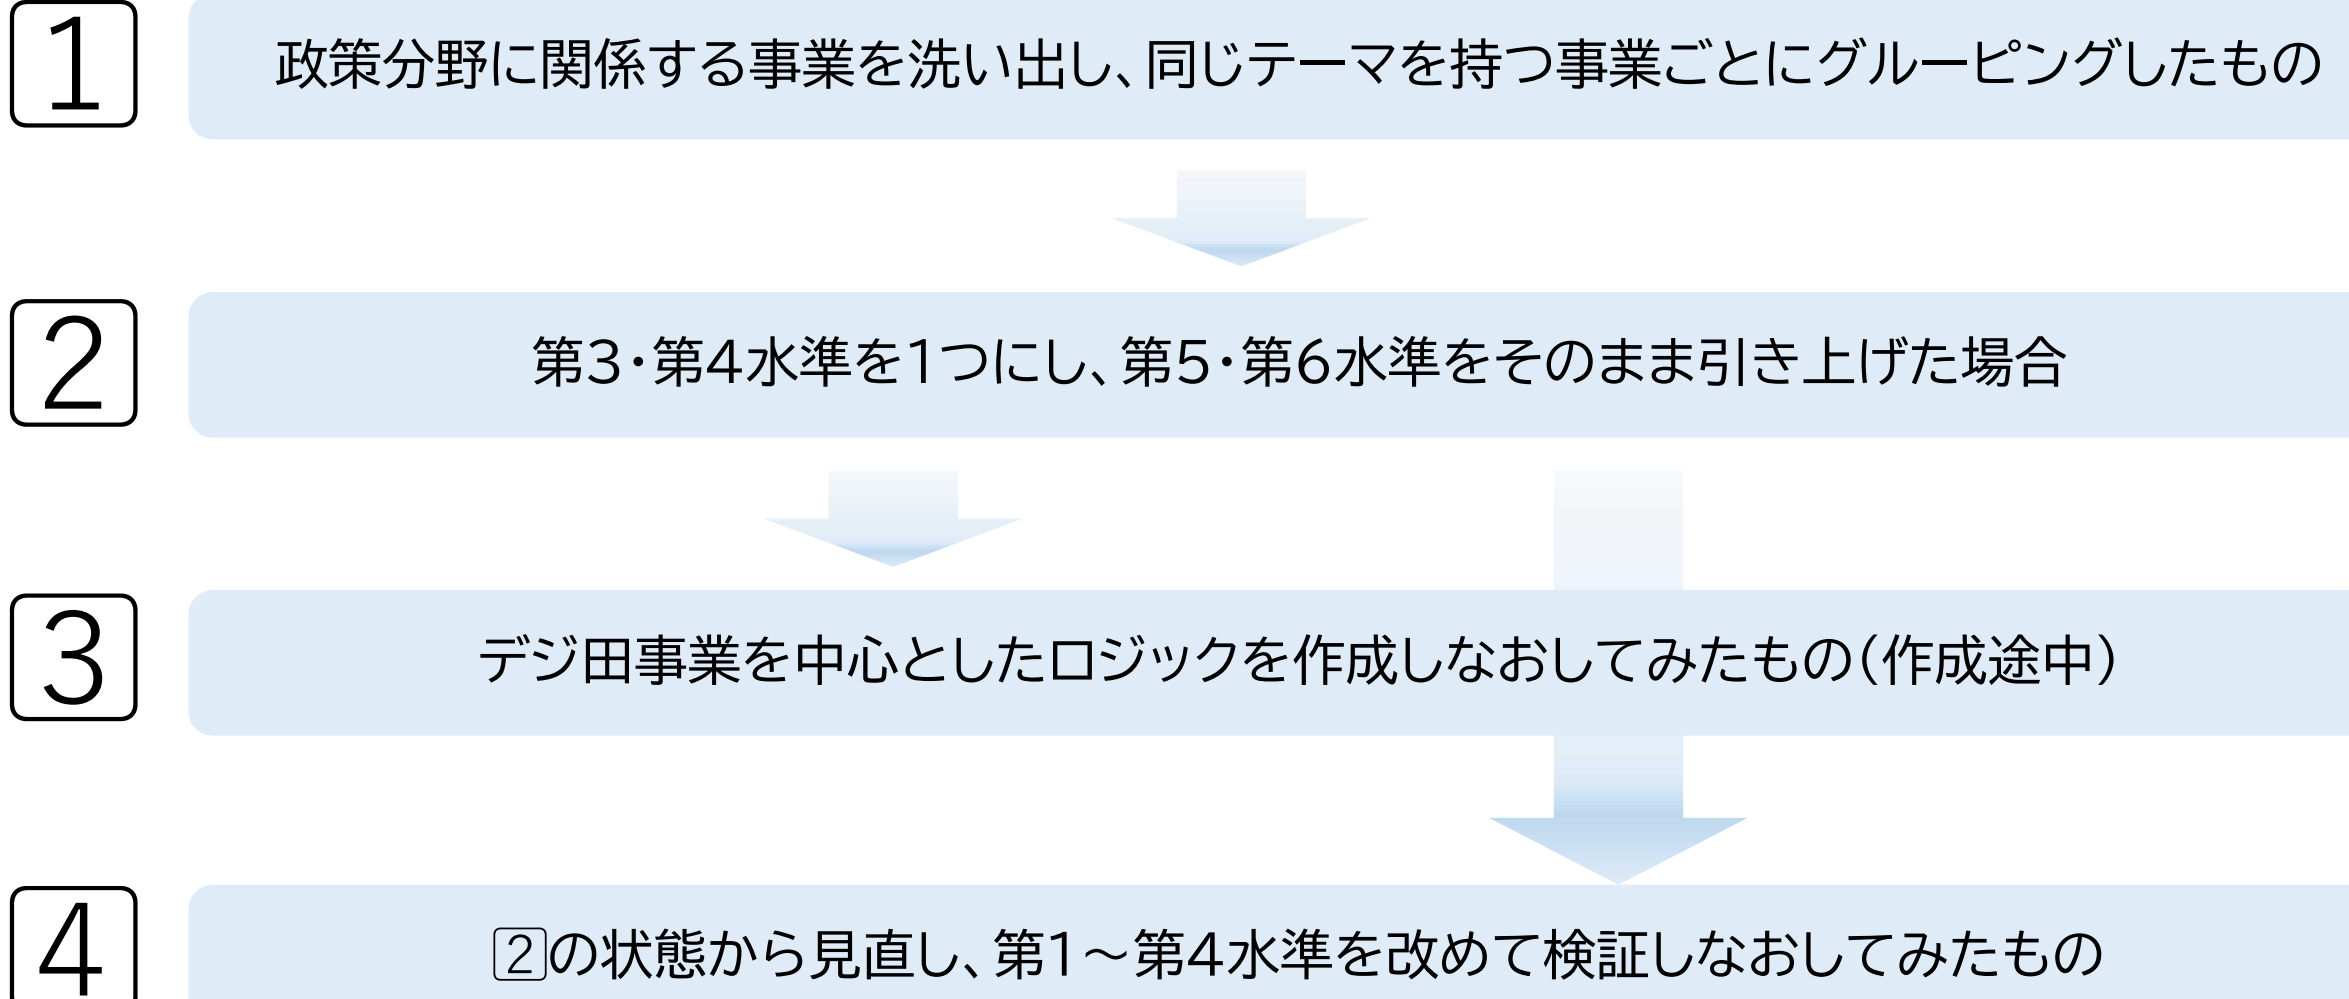 1 政策分野に関係する事業を洗い出し、同じテーマを持つ事業ごとにグルーピングしたもの
2 第3・第4水準を1つにし、第5・第6水準をそのまま引き上げた場合
3 デジ田事業を中心としたロジックを作成しなおしてみたもの（作成途中）
4 2の状態から見直し、第1～第4水準を改めて検証しなおしてみたもの